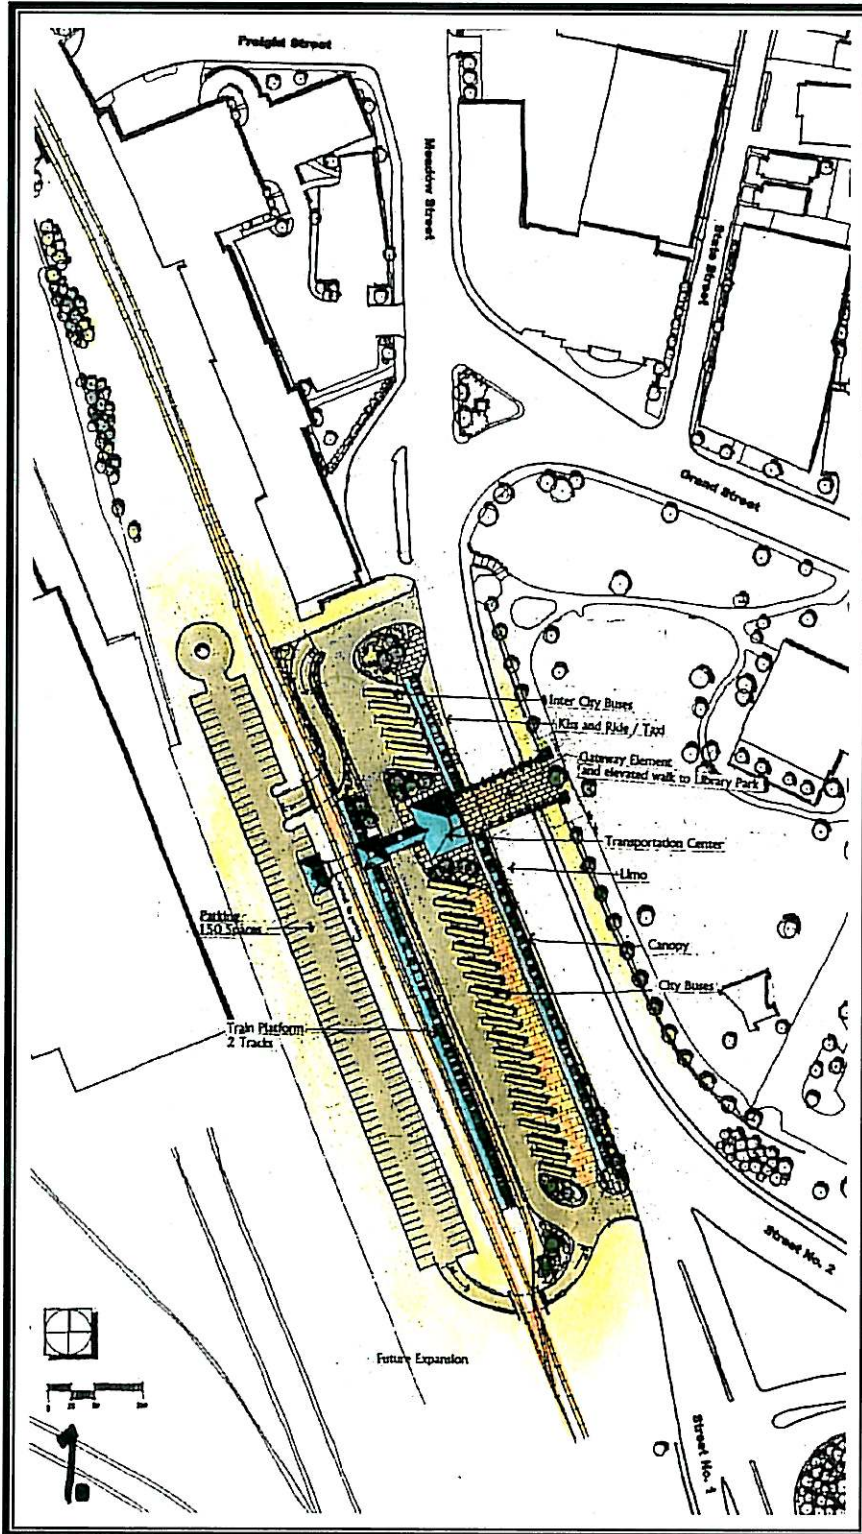 Freight Street
Meadow Street
State Street
Grand Street
Inter City Buses
Kiss and Ride / Taxi
Gateway Element
and elevated walk to Library Park
Transportation Center
Limo
Parking
150 Spaces
Canopy
City Buses
Train Platform
2 Tracks
Street No. 2
Future Expansion
Street No. 1